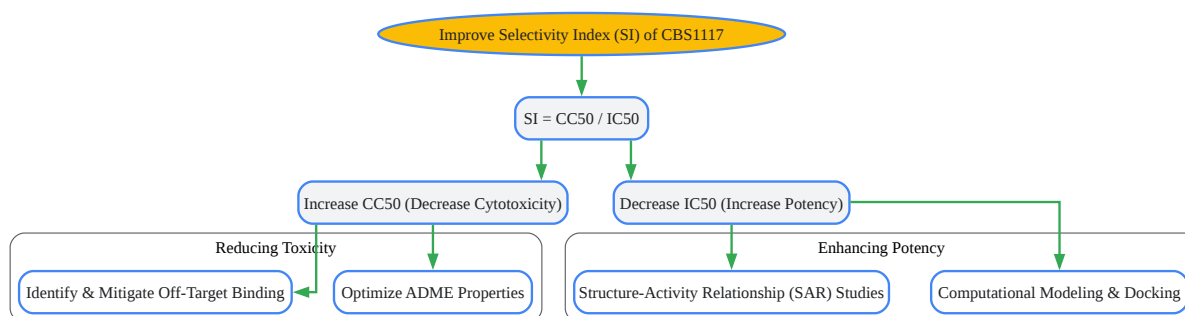 Improve Selectivity Index (SI) of CBS1117
SI = CC50 / IC50
Increase CC50 (Decrease Cytotoxicity)
Decrease IC50 (Increase Potency)
Reducing Toxicity
Enhancing Potency
Identify & Mitigate Off-Target Binding
Optimize ADME Properties
Structure-Activity Relationship (SAR) Studies
Computational Modeling & Docking